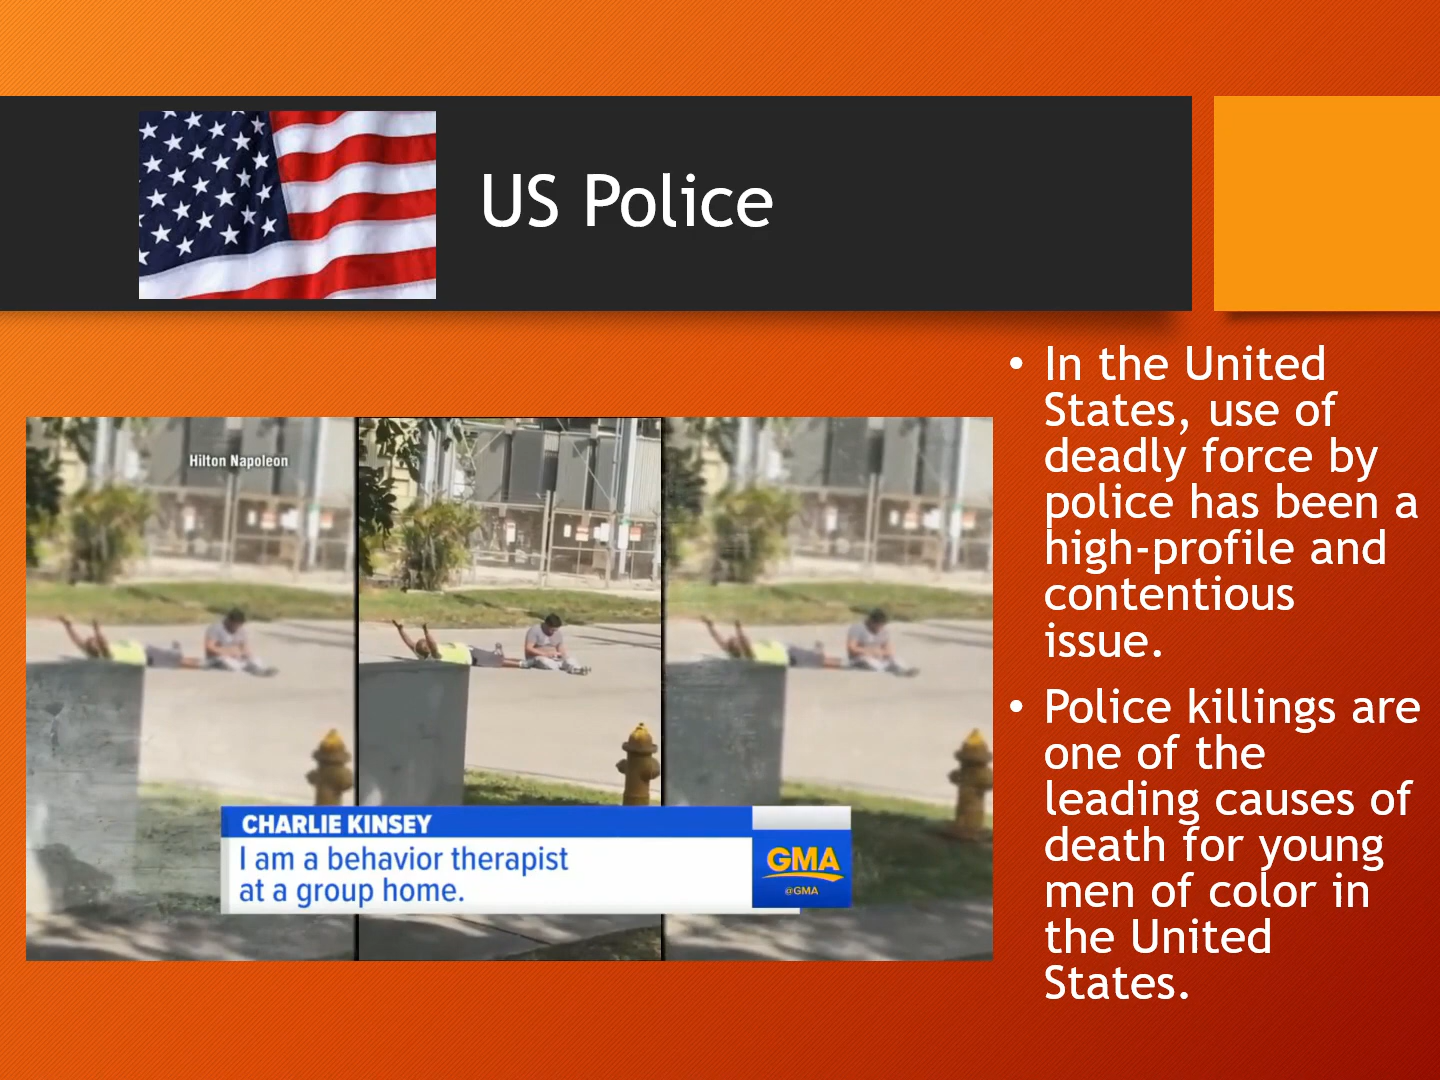 US Police
Hilton Napoleon
CHARLIE KINSEY
I am a behavior therapist
at a group home.
GMA
@GMA
• In the United
States, use of
deadly force by
police has been a
high-profile and
contentious
issue.
• Police killings are
one of the
leading causes of
death for young
men of color in
the United
States.